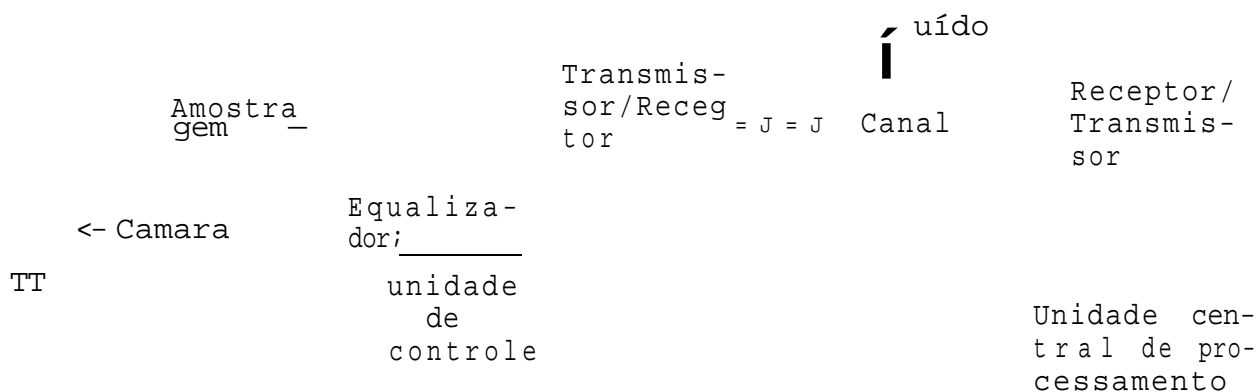 uído
Transmis-
sor/Receg
tor
Amostra
gem —
= J = J Canal
Receptor/
Transmis-
sor
<- Camara
Equaliza-
dor;
TT
unidade
de
controle
Unidade cen-
tral de pro-
cessamento